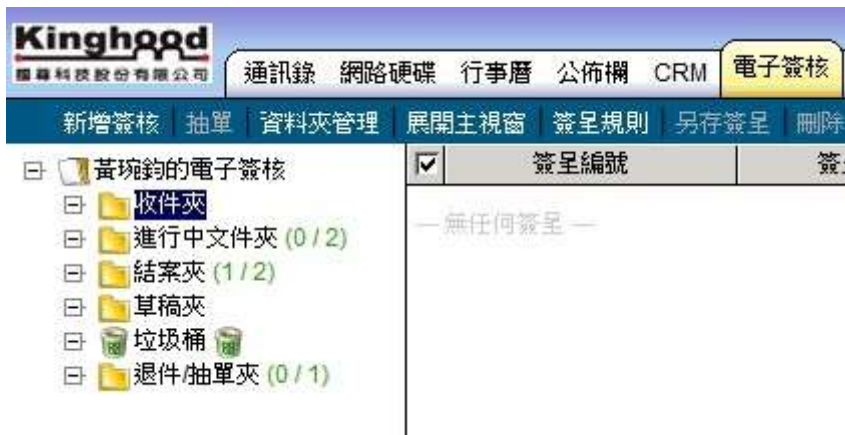 Kinghood
橙尋科技股份有限公司
通訊錄 網路硬碟 行事曆 公佈欄 CRM 電子簽核
新增簽核 抽單 資料夾管理 展開主視窗 簽呈規則 另存簽呈 刪除
黃琬鈞的電子簽核
簽呈編號 簽
收件夾
— 無任何簽呈 —
進行中文件夾 (0 / 2)
結案夾 (1 / 2)
草稿夾
垃圾桶
退件/抽單夾 (0 / 1)